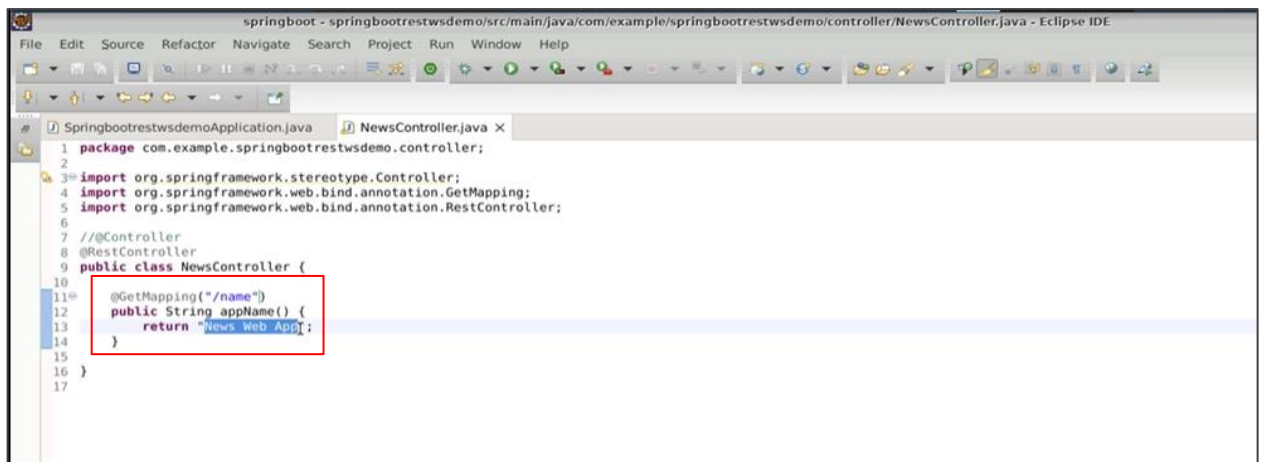 springboot - springbootrestwsdemo/src/main/java/com/example/springbootrestwsdemo/controller/NewsController.java - Eclipse IDE
File Edit Source Refactor Navigate Search Project Run Window Help
SpringbootrestwsdemoApplication.java NewsController.java ×
1 package com.example.springbootrestwsdemo.controller;
2
3 import org.springframework.stereotype.Controller;
4 import org.springframework.web.bind.annotation.GetMapping;
5 import org.springframework.web.bind.annotation.RestController;
6
7 //@Controller
8 @RestController
9 public class NewsController {
10
11 @GetMapping("/name")
12 public String appName() {
13 return "News Web App";
14 }
15
16 }
17